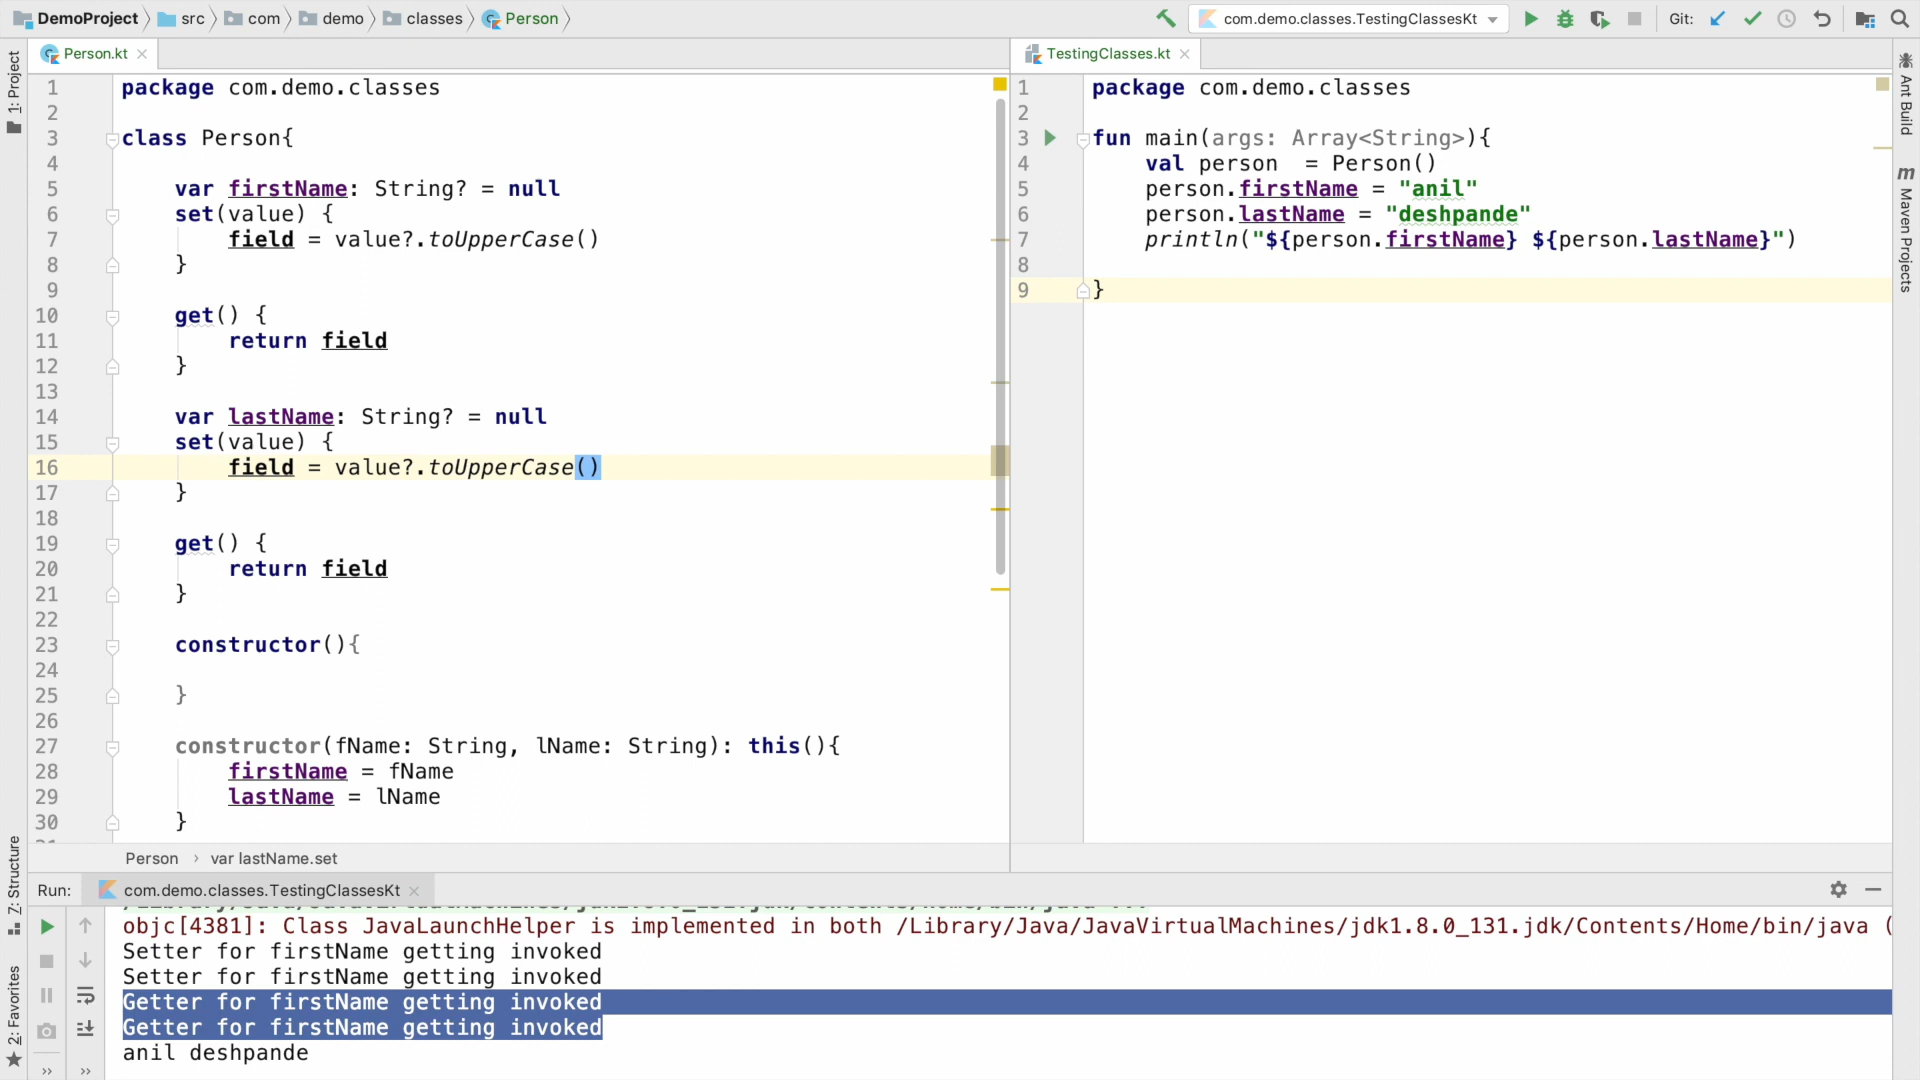 DemoProject src com demo classes Person com.demo.classes.TestingClassesKt Git:
Person.kt
TestingClasses.kt
1: Project
Ant Build
Maven Projects
1 package com.demo.classes
2
3 class Person{
4
5 var firstName: String? = null
6 set(value) {
7 field = value?.toUpperCase()
8 }
9
10 get() {
11 return field
12 }
13
14 var lastName: String? = null
15 set(value) {
16 field = value?.toUpperCase()
17 }
18
19 get() {
20 return field
21 }
22
23 constructor(){
24
25 }
26
27 constructor(fName: String, lName: String): this(){
28 firstName = fName
29 lastName = lName
30 }
1 package com.demo.classes
2
3 fun main(args: Array<String>){
4 val person = Person()
5 person.firstName = "anil"
6 person.lastName = "deshpande"
7 println("${person.firstName} ${person.lastName}")
8
9 }
Person › var lastName.set
7: Structure
2: Favorites
Run: com.demo.classes.TestingClassesKt
objc[4381]: Class JavaLaunchHelper is implemented in both /Library/Java/JavaVirtualMachines/jdk1.8.0_131.jdk/Contents/Home/bin/java (
Setter for firstName getting invoked
Setter for firstName getting invoked
Getter for firstName getting invoked
Getter for firstName getting invoked
anil deshpande